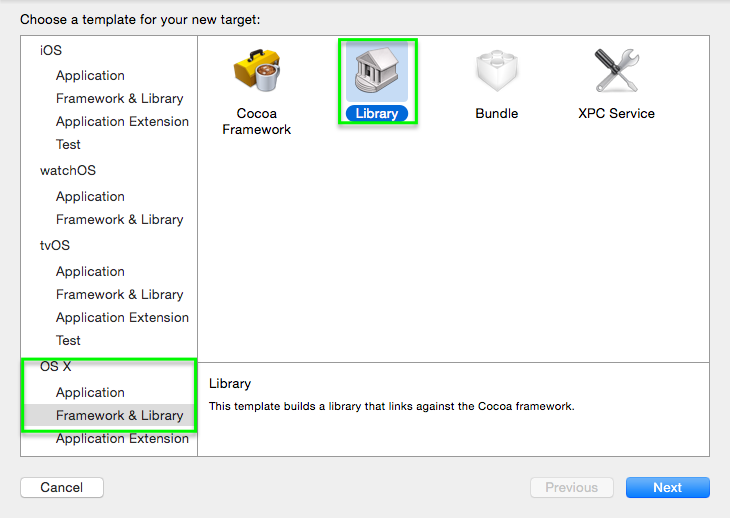 Choose a template for your new target:
iOS
Application
Framework & Library
Application Extension
Test
watchOS
Application
Framework & Library
tvOS
Application
Framework & Library
Application Extension
Test
OS X
Application
Framework & Library
Application Extension
Cocoa
Framework
Library
Bundle
XPC Service
Library
This template builds a library that links against the Cocoa framework.
Cancel
Previous
Next